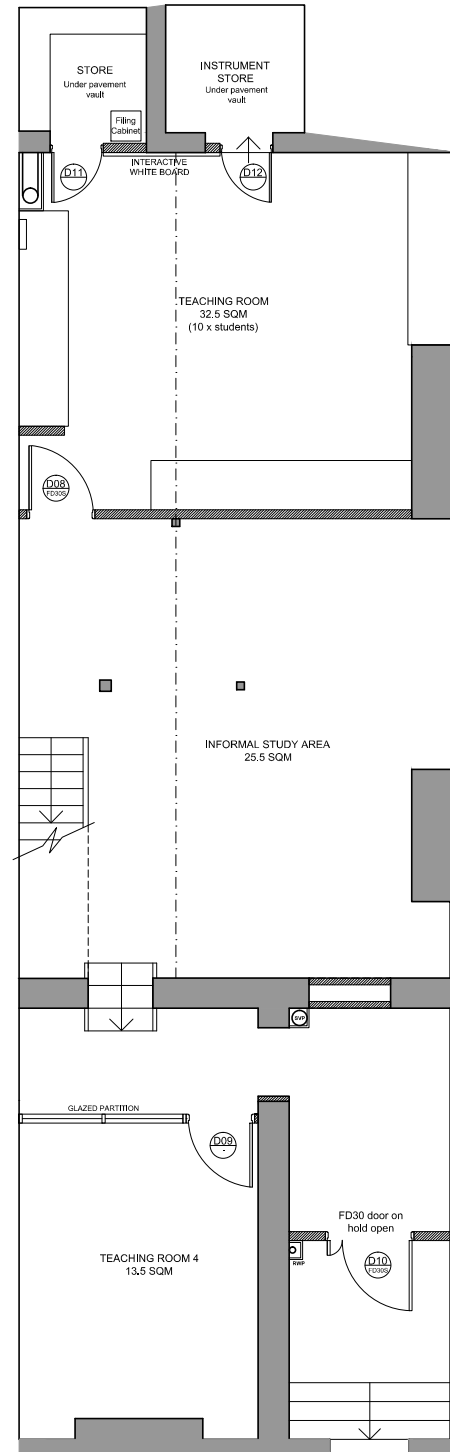 STORE
Under pavement
vault
INSTRUMENT
STORE
Under pavement
vault
Filing
Cabinet
INTERACTIVE
WHITE BOARD
D11
D12
TEACHING ROOM
32.5 SQM
(10 x students)
D08
FD30S
INFORMAL STUDY AREA
25.5 SQM
SVP
GLAZED PARTITION
D09
-
FD30 door on
hold open
TEACHING ROOM 4
13.5 SQM
RWP
D10
FD30S